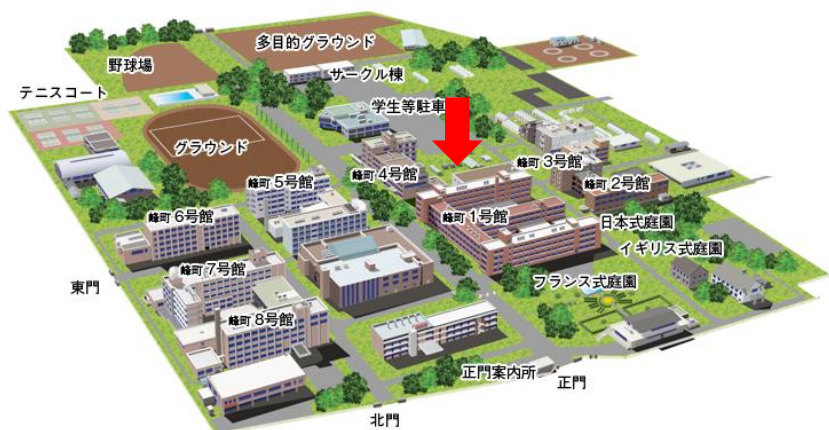 多目的グラウンド
野球場
サークル棟
テニスコート
学生等駐車
グラウンド
峰町3号館
峰町4号館
峰町5号館
峰町2号館
峰町6号館
峰町1号館
日本式庭園
イギリス式庭園
峰町7号館
東門
フランス式庭園
峰町8号館
正門案内所
正門
北門